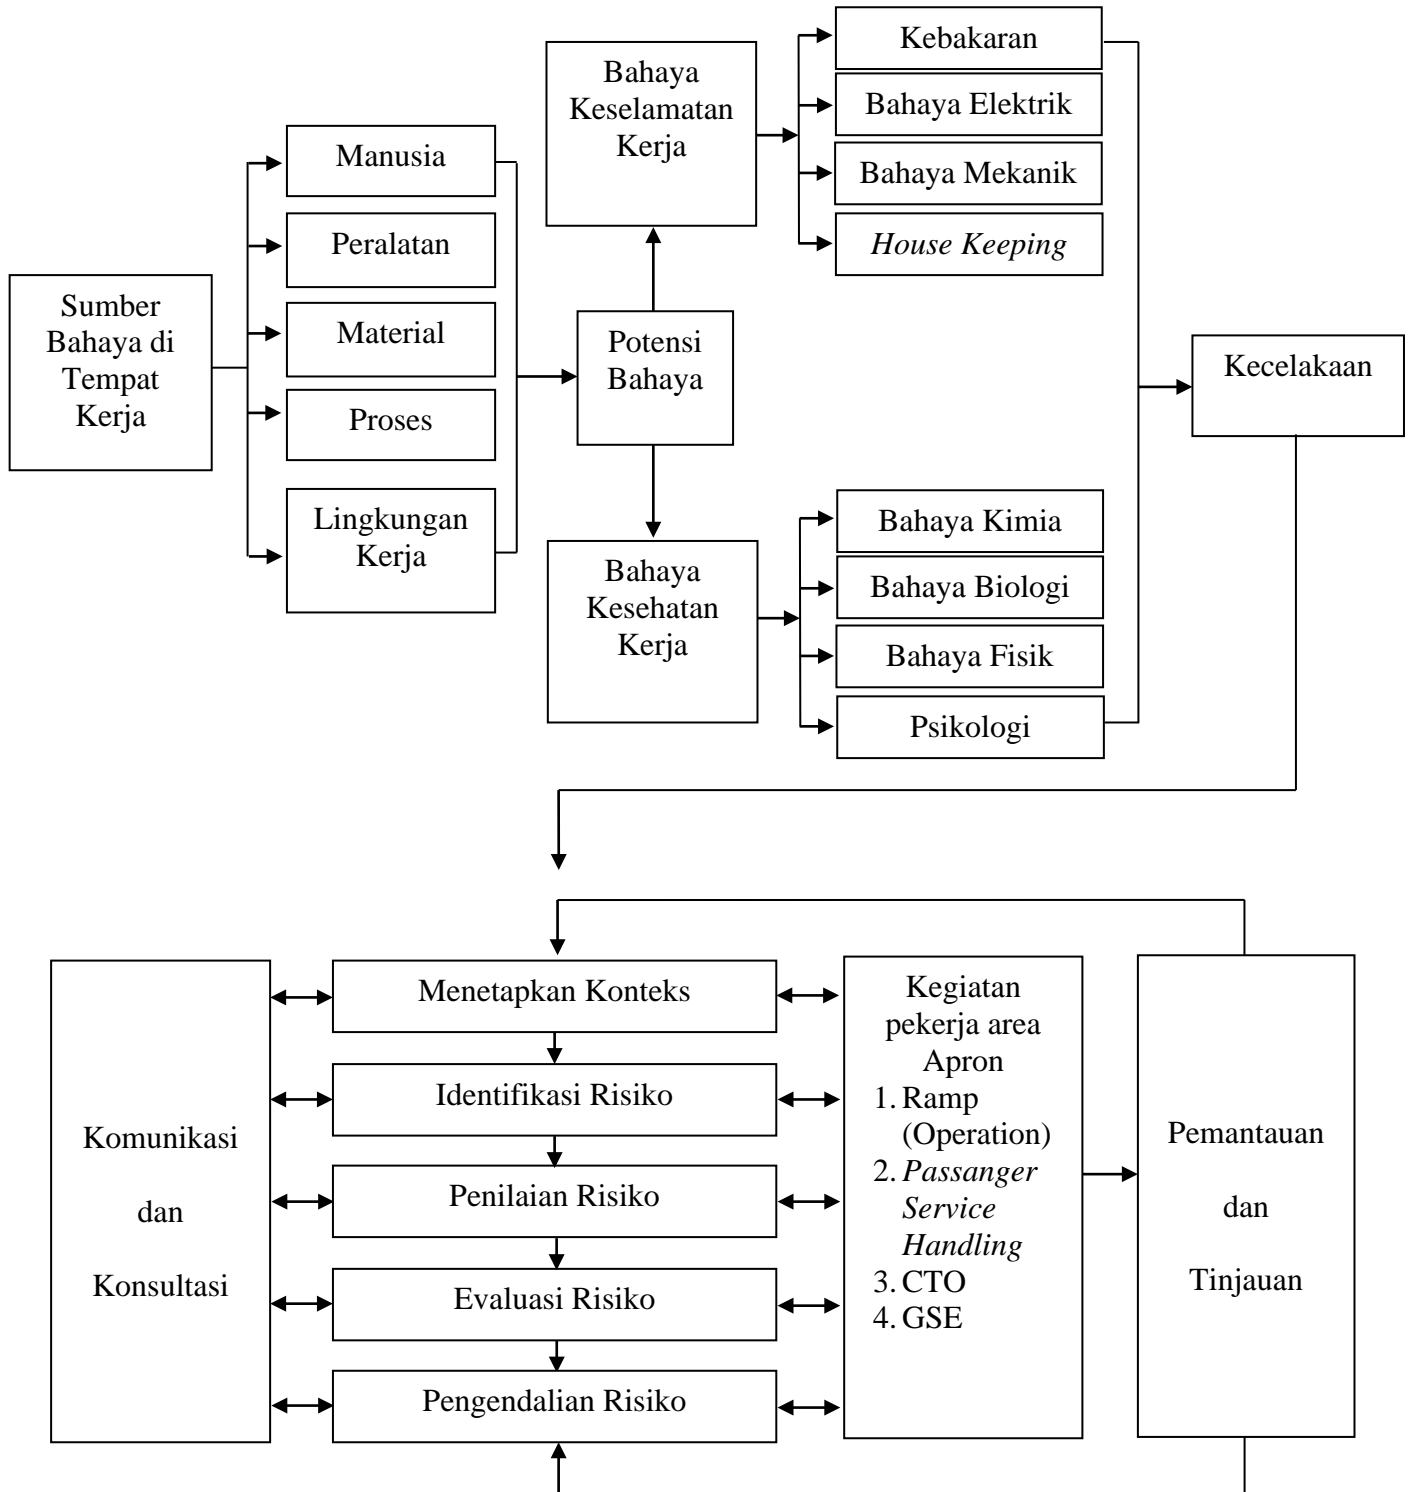 Sumber
Bahaya di
Tempat
Kerja
Manusia
Peralatan
Material
Proses
Lingkungan
Kerja
Potensi
Bahaya
Bahaya
Keselamatan
Kerja
Kebakaran
Bahaya Elektrik
Bahaya Mekanik
House Keeping
Bahaya
Kesehatan
Kerja
Bahaya Kimia
Bahaya Biologi
Bahaya Fisik
Psikologi
Kecelakaan
Komunikasi
dan
Konsultasi
Menetapkan Konteks
Identifikasi Risiko
Penilaian Risiko
Evaluasi Risiko
Pengendalian Risiko
Kegiatan
pekerja area
Apron
1. Ramp
(Operation)
2. Passanger
Service
Handling
3. CTO
4. GSE
Pemantauan
dan
Tinjauan